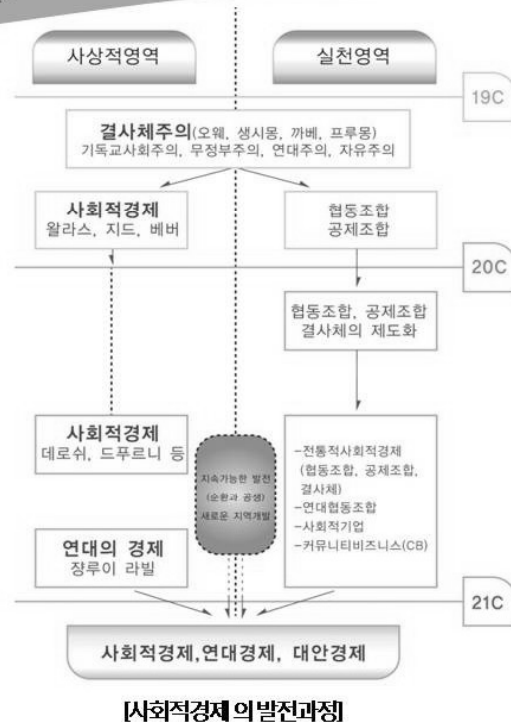 사상적영역
실천영역
19C
결사체주의(오웬, 생시몽, 까베, 프루동)
기독교사회주의, 무정부주의, 연대주의, 자유주의
사회적경제
왈라스, 지드, 베버
협동조합
공제조합
20C
협동조합, 공제조합
결사체의 제도화
사회적경제
데로쉬, 드푸르니 등
지속가능한 발전
(순환과 공생)
새로운 지역개발
-전통적사회적경제
(협동조합, 공제조합,
결사체)
-연대협동조합
-사회적기업
-커뮤니티비즈니스(CB)
연대의 경제
쟝루이 라빌
21C
사회적경제,연대경제, 대안경제
[사회적경제 의 발전과정]